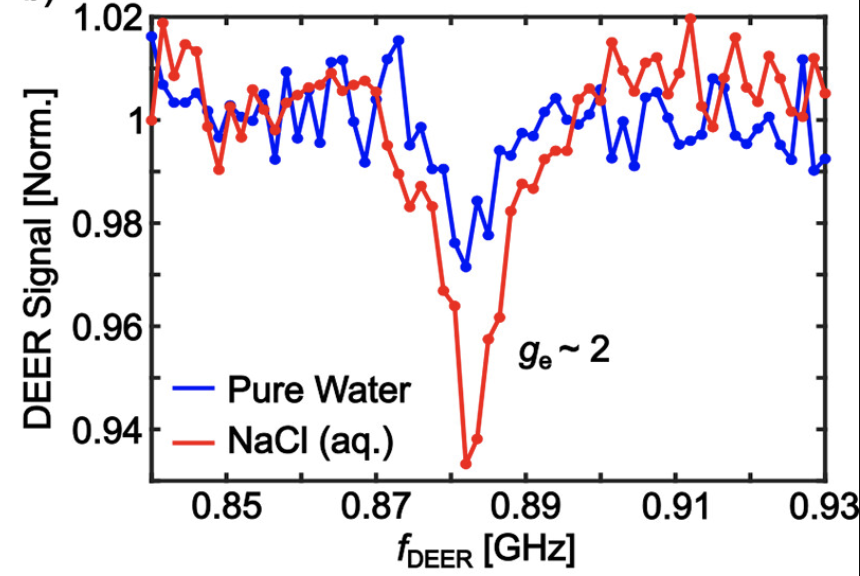 1.02
1
0.98
0.96
0.94
DEER Signal [Norm.]
gₑ ~ 2
Pure Water
NaCl (aq.)
0.85 0.87 0.89 0.91 0.93
f_DEER [GHz]